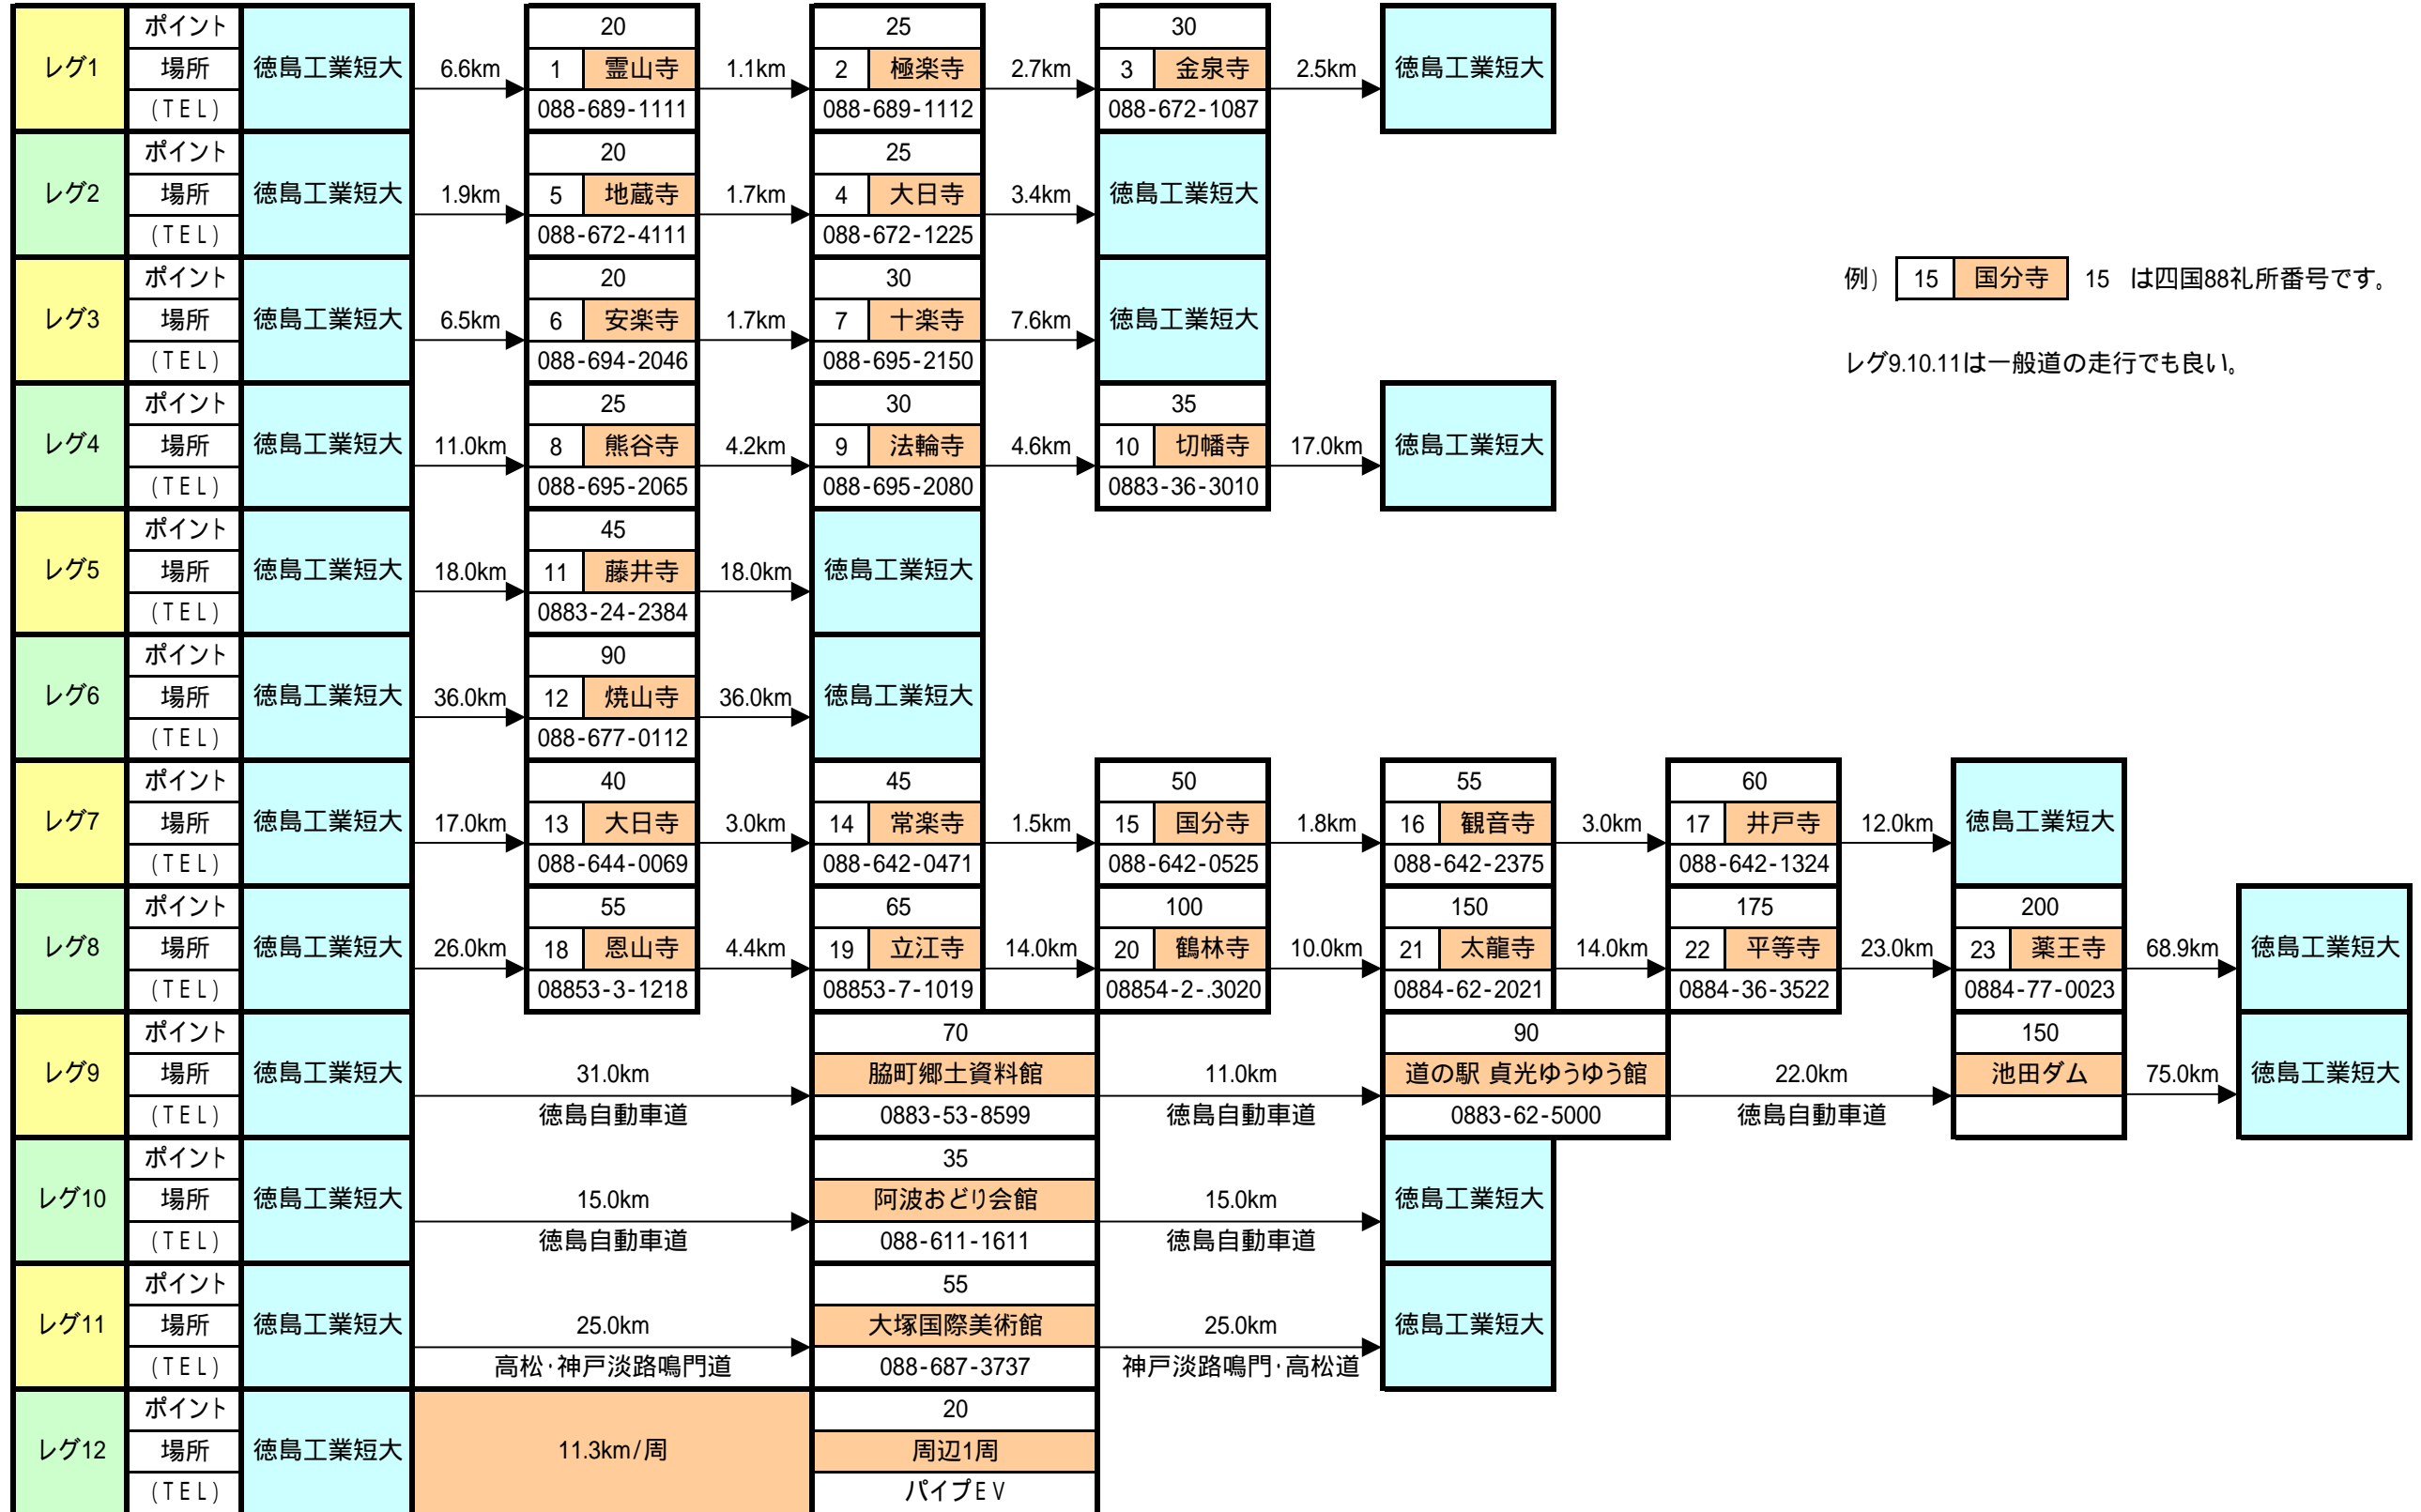 ポイント 20 25 30
レグ1 場所 徳島工業短大 6.6km 1 霊山寺 1.1km 2 極楽寺 2.7km 3 金泉寺 2.5km 徳島工業短大
(TEL) 088-689-1111 088-689-1112 088-672-1087
ポイント 20 25
レグ2 場所 徳島工業短大 1.9km 5 地蔵寺 1.7km 4 大日寺 3.4km 徳島工業短大
(TEL) 088-672-4111 088-672-1225
ポイント 20 30
例) 15 国分寺 15 は四国88礼所番号です。
レグ3 場所 徳島工業短大 6.5km 6 安楽寺 1.7km 7 十楽寺 7.6km 徳島工業短大
(TEL) 088-694-2046 088-695-2150
レグ9.10.11は一般道の走行でも良い。
ポイント 25 30 35
レグ4 場所 徳島工業短大 11.0km 8 熊谷寺 4.2km 9 法輪寺 4.6km 10 切幡寺 17.0km 徳島工業短大
(TEL) 088-695-2065 088-695-2080 0883-36-3010
ポイント 45
レグ5 場所 徳島工業短大 18.0km 11 藤井寺 18.0km 徳島工業短大
(TEL) 0883-24-2384
ポイント 90
レグ6 場所 徳島工業短大 36.0km 12 焼山寺 36.0km 徳島工業短大
(TEL) 088-677-0112
ポイント 40 45 50 55 60
レグ7 場所 徳島工業短大 17.0km 13 大日寺 3.0km 14 常楽寺 1.5km 15 国分寺 1.8km 16 観音寺 3.0km 17 井戸寺 12.0km 徳島工業短大
(TEL) 088-644-0069 088-642-0471 088-642-0525 088-642-2375 088-642-1324
ポイント 55 65 100 150 175 200
レグ8 場所 徳島工業短大 26.0km 18 恩山寺 4.4km 19 立江寺 14.0km 20 鶴林寺 10.0km 21 太龍寺 14.0km 22 平等寺 23.0km 23 薬王寺 68.9km 徳島工業短大
(TEL) 08853-3-1218 08853-7-1019 08854-2-.3020 0884-62-2021 0884-36-3522 0884-77-0023
ポイント 70 90 150
レグ9 場所 徳島工業短大 31.0km 脇町郷土資料館 11.0km 道の駅 貞光ゆうゆう館 22.0km 池田ダム 75.0km 徳島工業短大
(TEL) 徳島自動車道 0883-53-8599 徳島自動車道 0883-62-5000 徳島自動車道
ポイント 35
レグ10 場所 徳島工業短大 15.0km 阿波おどり会館 15.0km 徳島工業短大
(TEL) 徳島自動車道 088-611-1611 徳島自動車道
ポイント 55
レグ11 場所 徳島工業短大 25.0km 大塚国際美術館 25.0km 徳島工業短大
(TEL) 高松・神戸淡路鳴門道 088-687-3737 神戸淡路鳴門・高松道
ポイント 20
レグ12 場所 徳島工業短大 11.3km/周 周辺1周
(TEL) パイプEV